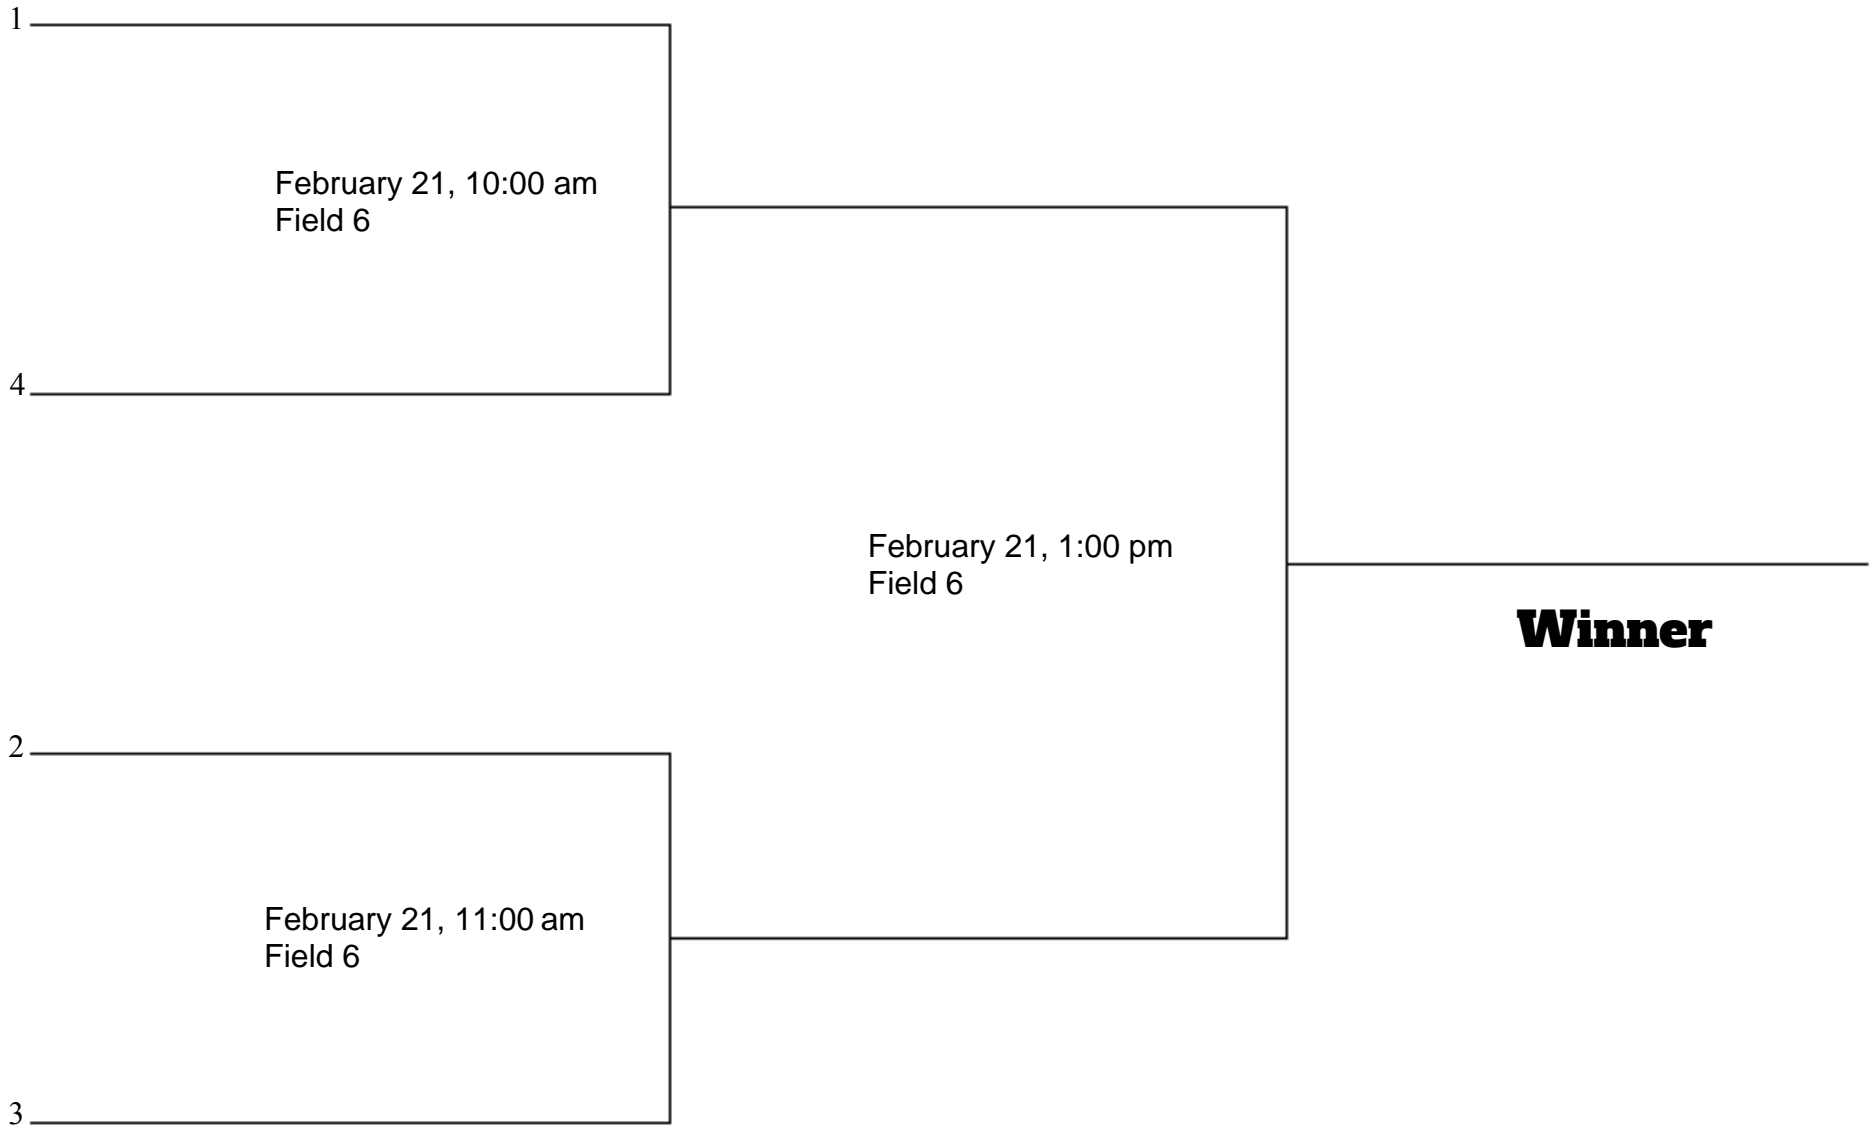 1
February 21, 10:00 am
Field 6
4
February 21, 1:00 pm
Field 6
Winner
2
February 21, 11:00 am
Field 6
3